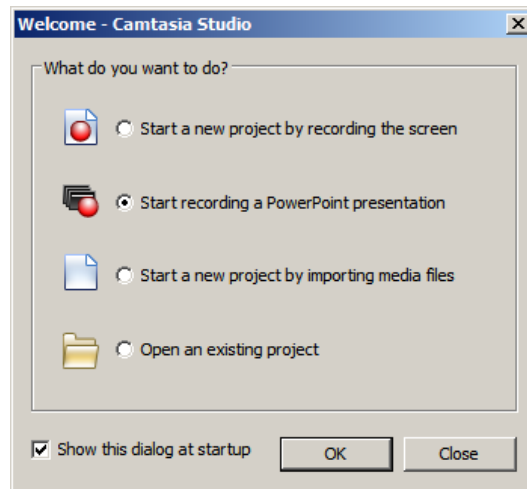 Welcome - Camtasia Studio
What do you want to do?
Start a new project by recording the screen
Start recording a PowerPoint presentation
Start a new project by importing media files
Open an existing project
Show this dialog at startup
OK
Close